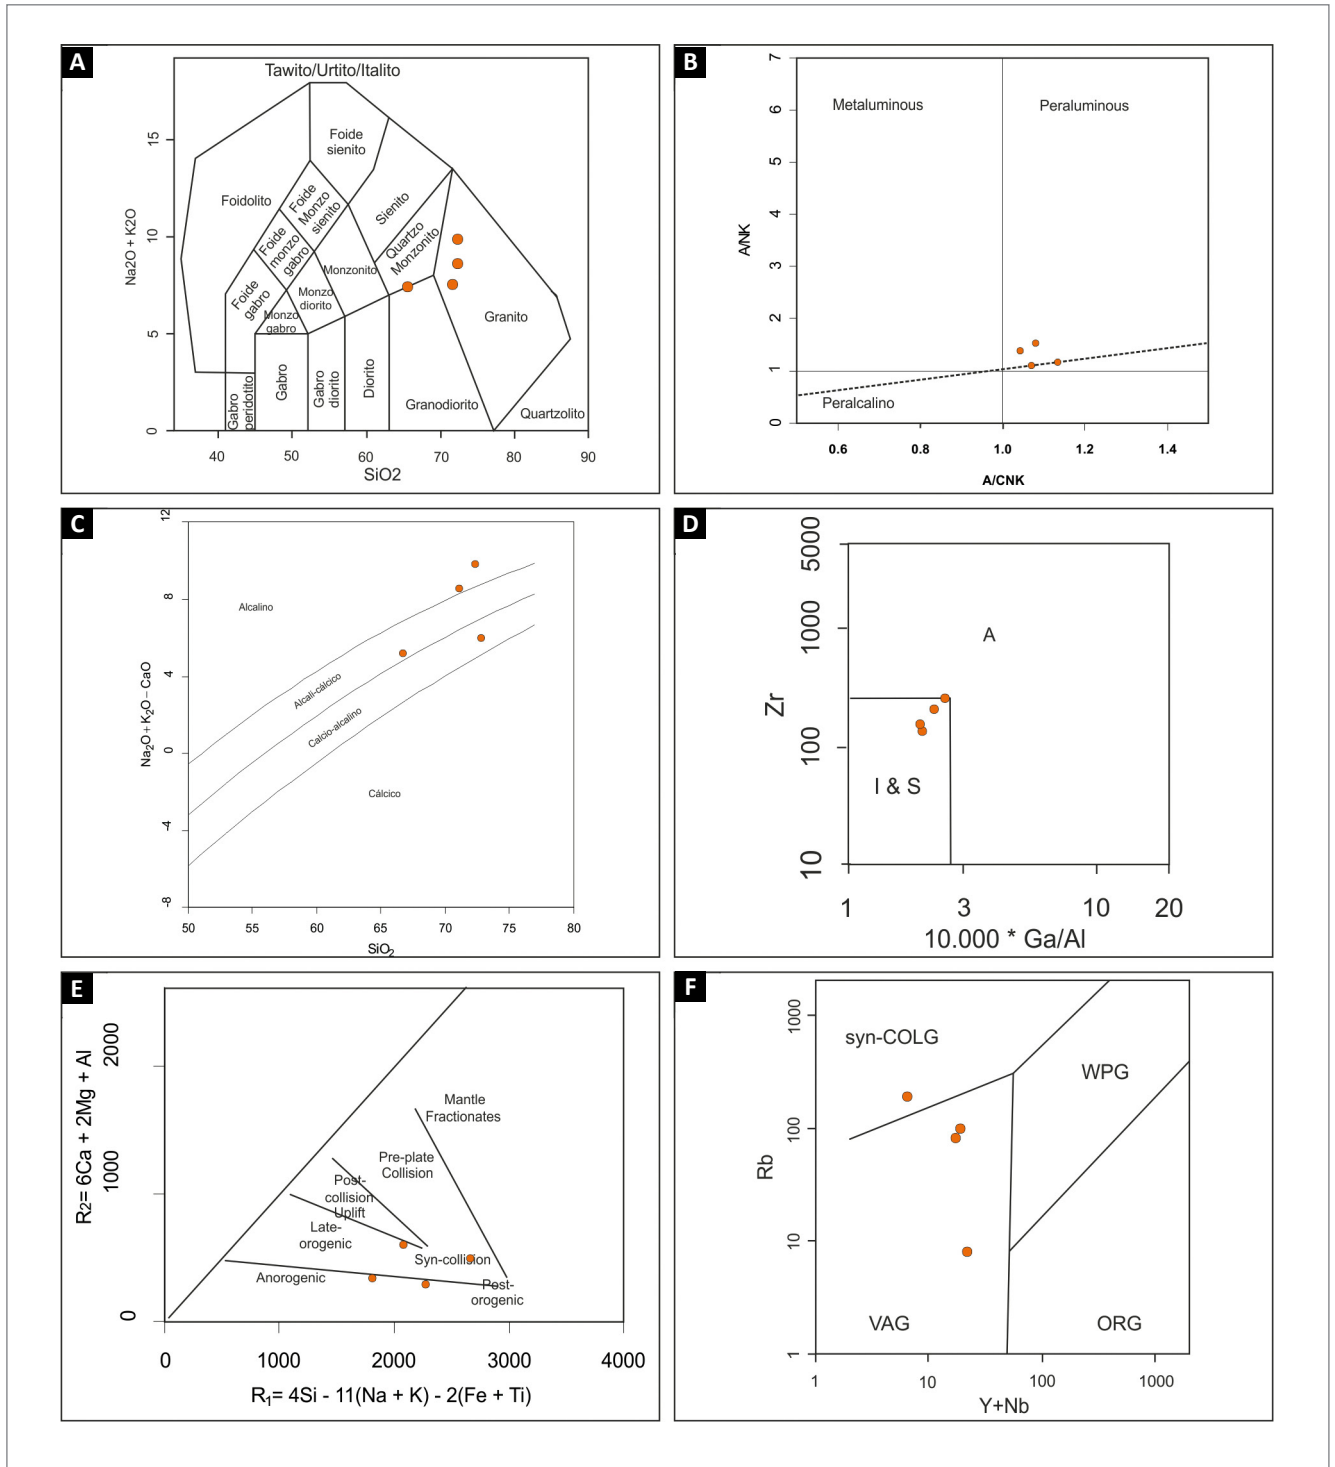 A
Tawito/Urtito/Italito
Foide
sienito
Foidolito
Foide
Monzo
sienito
Sienito
Foide
monzo
gabro
Quartzo
Monzonito
Monzonito
Foide
gabro
Monzo
diorito
Monzo
gabro
Granito
Gabro
peridotito
Gabro
Gabro
diorito
Diorito
Granodiorito
Quartzolito
Na2O + K2O
0 5 10 15
40 50 60 70 80 90
SiO2
B
Metaluminous
Peraluminous
Peralcalino
A/NK
0 1 2 3 4 5 6 7
0.6 0.8 1.0 1.2 1.4
A/CNK
C
Alcalino
Alcali-cálcico
Calcio-alcalino
Cálcico
Na₂O + K₂O – CaO
-8 -4 0 4 8 12
50 55 60 65 70 75 80
SiO₂
D
A
I & S
Zr
10 100 1000 5000
1 3 10 20
10.000 * Ga/Al
E
Mantle
Fractionates
Pre-plate
Collision
Post-
collision
Uplift
Late-
orogenic
Syn-collision
Anorogenic
Post-
orogenic
R₂= 6Ca + 2Mg + Al
0 1000 2000
0 1000 2000 3000 4000
R₁= 4Si - 11(Na + K) - 2(Fe + Ti)
F
syn-COLG
WPG
VAG
ORG
Rb
1 10 100 1000
1 10 100 1000
Y+Nb